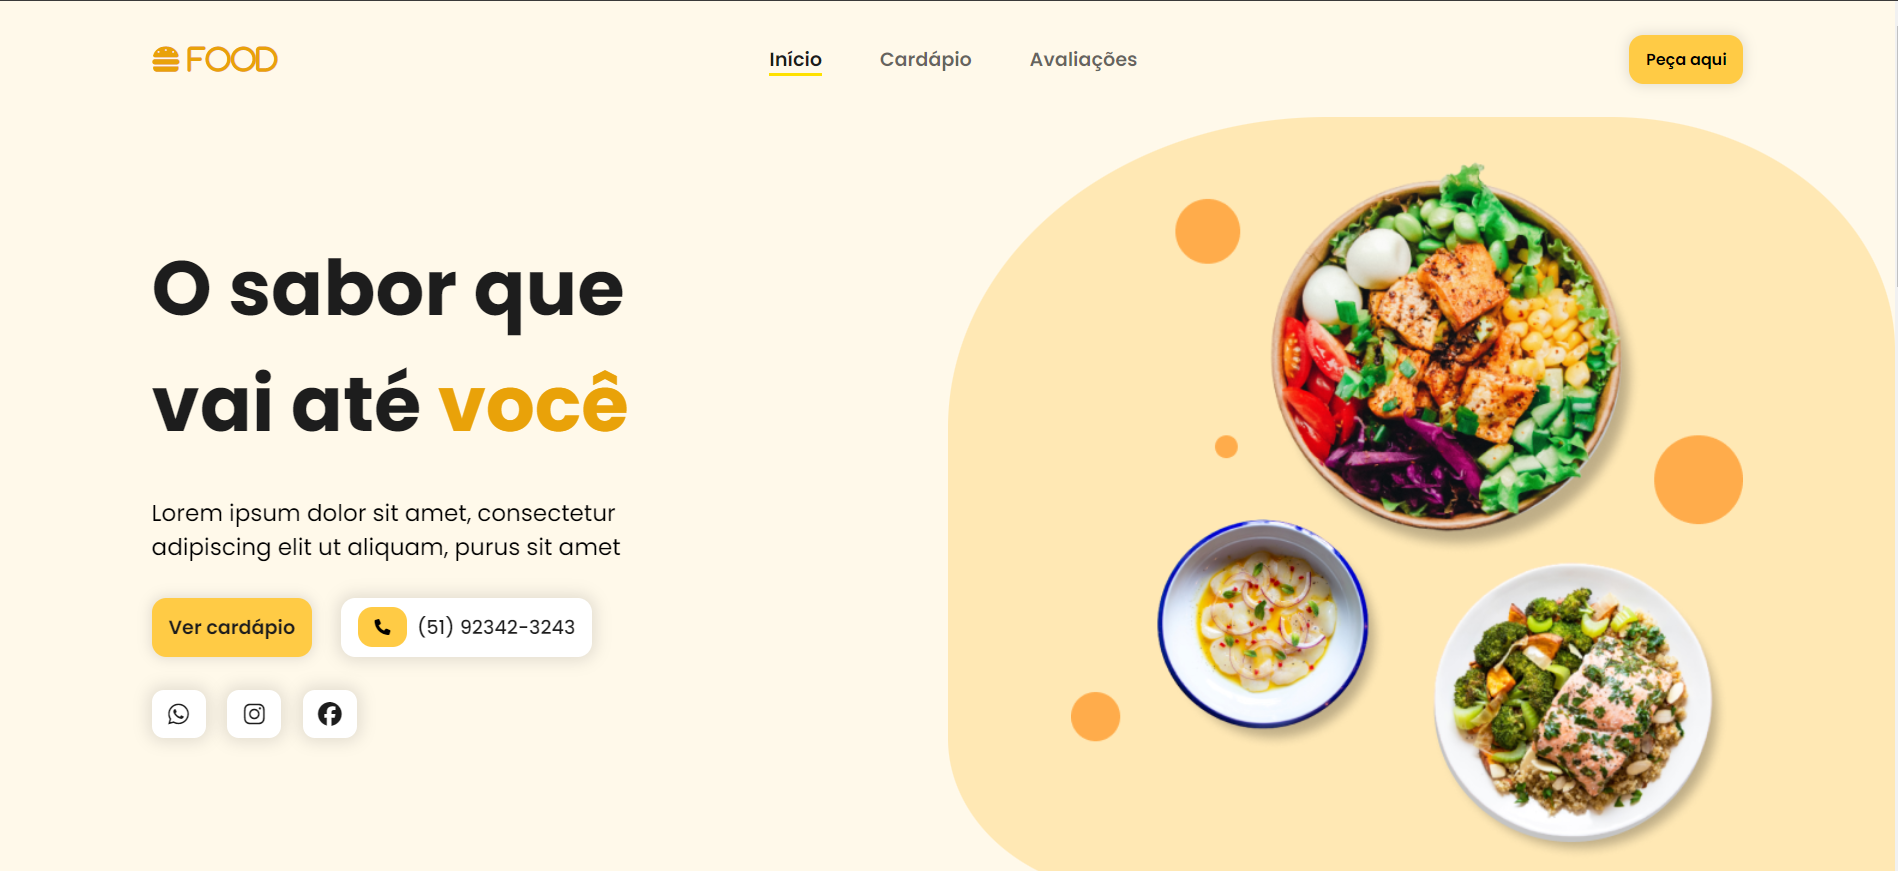 FOOD
Início
Cardápio
Avaliações
Peça aqui
O sabor que
vai até você
Lorem ipsum dolor sit amet, consectetur
adipiscing elit ut aliquam, purus sit amet
Ver cardápio
(51) 92342-3243